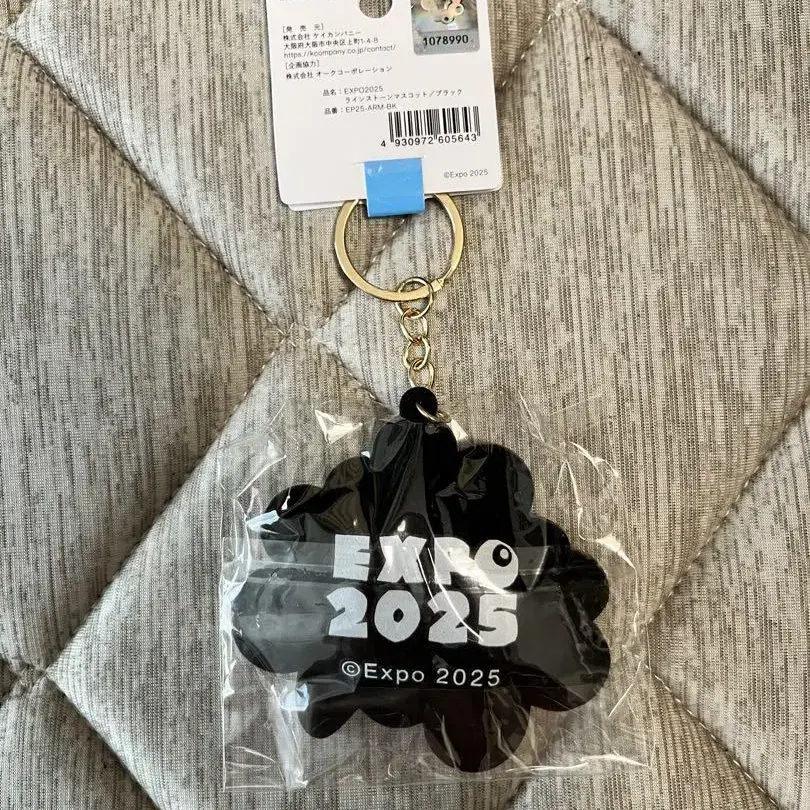 [発 売 元]
株式会社 ケイカンパニー
大阪府大阪市中央区上町1-4-8
https://kcompany.co.jp/contact/
[企画協力]
株式会社 オークコーポレーション
1078990
品名：EXPO2025
ラインストーンマスコット／ブラック
品番：EP25-ARM-BK
4 930972 605643
©Expo 2025
EXPO
2025
©Expo 2025